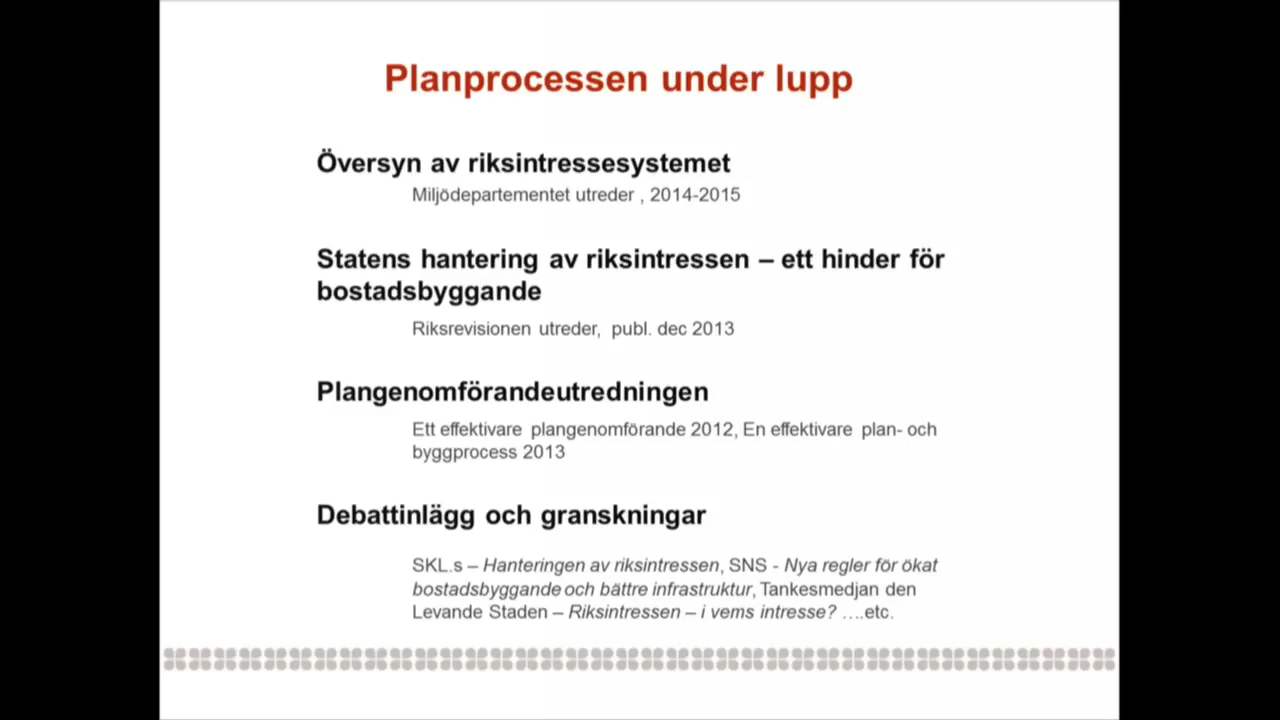 Planprocessen under lupp
Översyn av riksintressesystemet
Miljödepartementet utreder , 2014-2015
Statens hantering av riksintressen – ett hinder för
bostadsbyggande
Riksrevisionen utreder, publ. dec 2013
Plangenomförandeutredningen
Ett effektivare plangenomförande 2012, En effektivare plan- och
byggprocess 2013
Debattinlägg och granskningar
SKL.s – Hanteringen av riksintressen, SNS - Nya regler för ökat
bostadsbyggande och bättre infrastruktur, Tankesmedjan den
Levande Staden – Riksintressen – i vems intresse? ….etc.